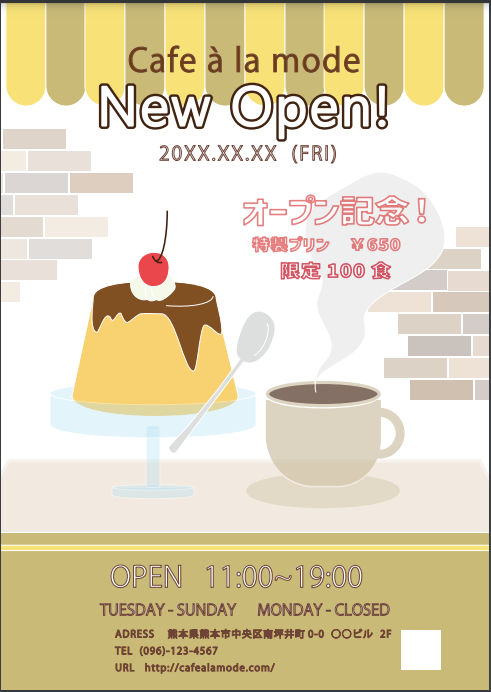 Cafe à la mode
New Open!
20XX.XX.XX (FRI)
オープン記念！
特製プリン ￥650
限定 100 食
OPEN 11:00~19:00
TUESDAY - SUNDAY MONDAY - CLOSED
ADRESS 熊本県熊本市中央区南坪井町 0-0 〇〇ビル 2F
TEL (096)-123-4567
URL http://cafealamode.com/